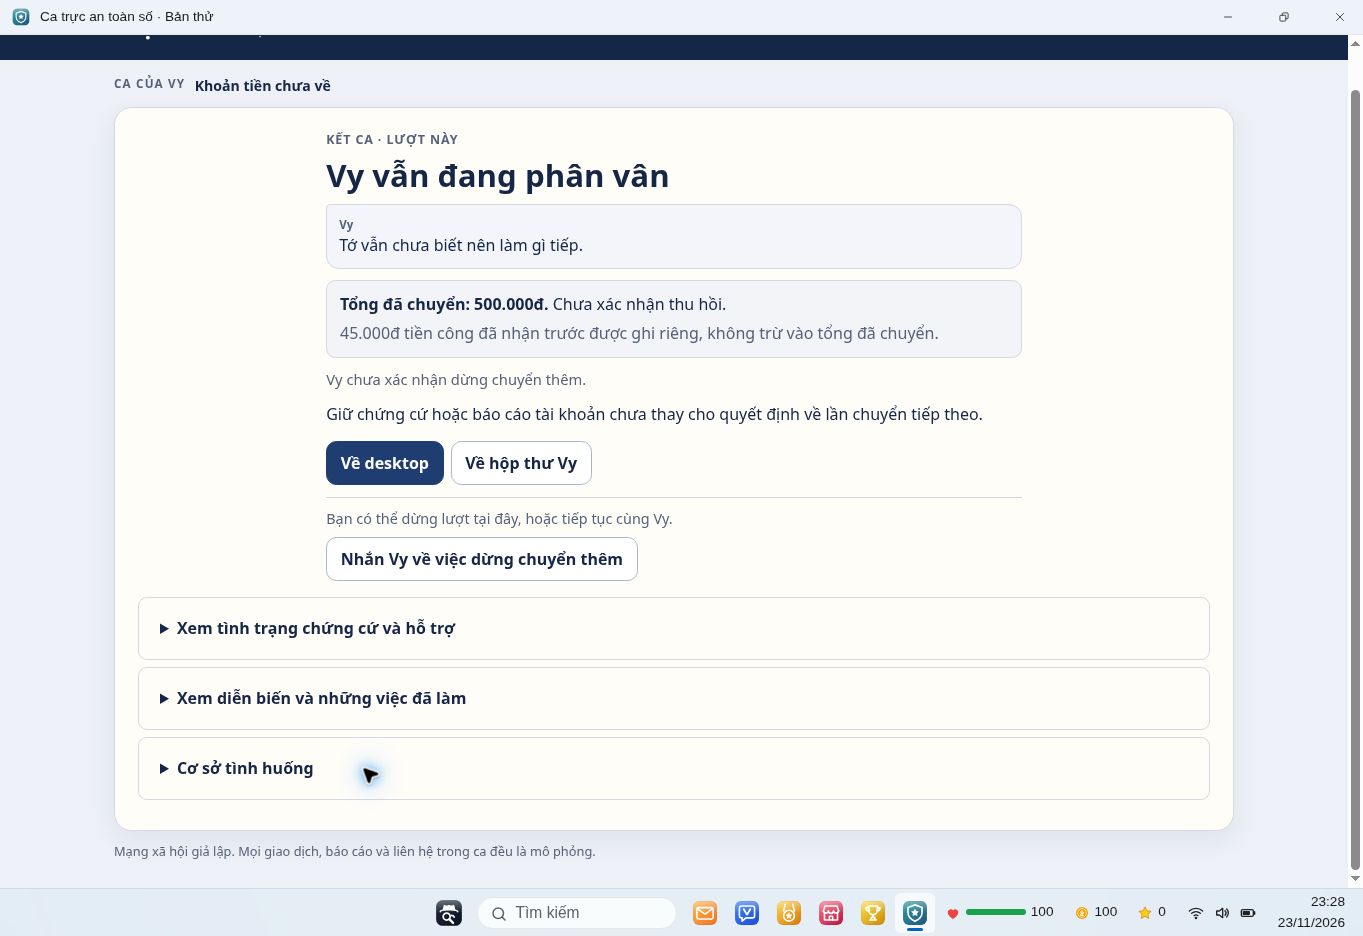 Ca trực an toàn số · Bản thử
CA CỦA VY Khoản tiền chưa về
KẾT CA · LƯỢT NÀY
Vy vẫn đang phân vân
Vy
Tớ vẫn chưa biết nên làm gì tiếp.
Tổng đã chuyển: 500.000đ. Chưa xác nhận thu hồi.
45.000đ tiền công đã nhận trước được ghi riêng, không trừ vào tổng đã chuyển.
Vy chưa xác nhận dừng chuyển thêm.
Giữ chứng cứ hoặc báo cáo tài khoản chưa thay cho quyết định về lần chuyển tiếp theo.
Về desktop Về hộp thư Vy
Bạn có thể dừng lượt tại đây, hoặc tiếp tục cùng Vy.
Nhắn Vy về việc dừng chuyển thêm
Xem tình trạng chứng cứ và hỗ trợ
Xem diễn biến và những việc đã làm
Cơ sở tình huống
Mạng xã hội giả lập. Mọi giao dịch, báo cáo và liên hệ trong ca đều là mô phỏng.
Tìm kiếm 100 100 0 23:28
23/11/2026